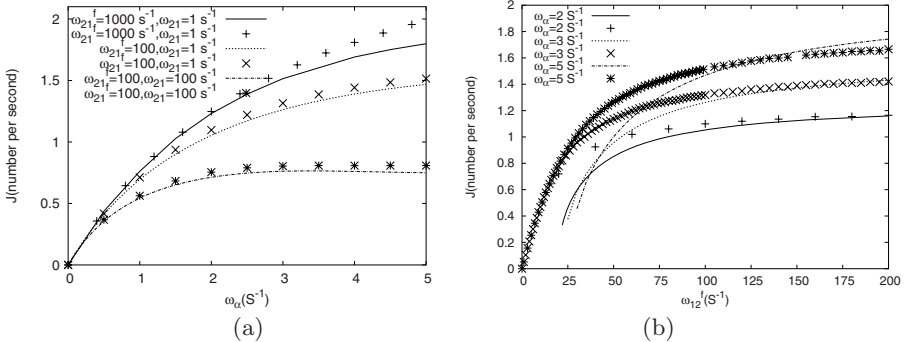 2
1.5
1
0.5
0
J(number per second)
0 1 2 3 4 5
ωα(S⁻¹)
ω21ᶠ=1000 s⁻¹,ω21=1 s⁻¹
ω21ᶠ=1000 s⁻¹,ω21=1 s⁻¹
ω21ᶠ=100,ω21=1 s⁻¹
ω21ᶠ=100,ω21=1 s⁻¹
ω21ᶠ=100,ω21=100 s⁻¹
ω21ᶠ=100,ω21=100 s⁻¹
(a)
2
1.8
1.6
1.4
1.2
1
0.8
0.6
0.4
0.2
0
J(number per second)
0 25 50 75 100 125 150 175 200
ω12ᶠ(S⁻¹)
ωα=2 S⁻¹
ωα=2 S⁻¹
ωα=3 S⁻¹
ωα=3 S⁻¹
ωα=5 S⁻¹
ωα=5 S⁻¹
(b)